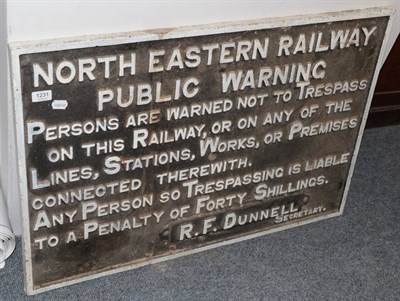 NORTH EASTERN RAILWAY
PUBLIC WARNING
PERSONS ARE WARNED NOT TO TRESPASS
ON THIS RAILWAY, OR ON ANY OF THE
LINES, STATIONS, WORKS, OR PREMISES
CONNECTED THEREWITH.
ANY PERSON SO TRESPASSING IS LIABLE
TO A PENALTY OF FORTY SHILLINGS.
R.F. DUNNELL
SECRETARY.
1231